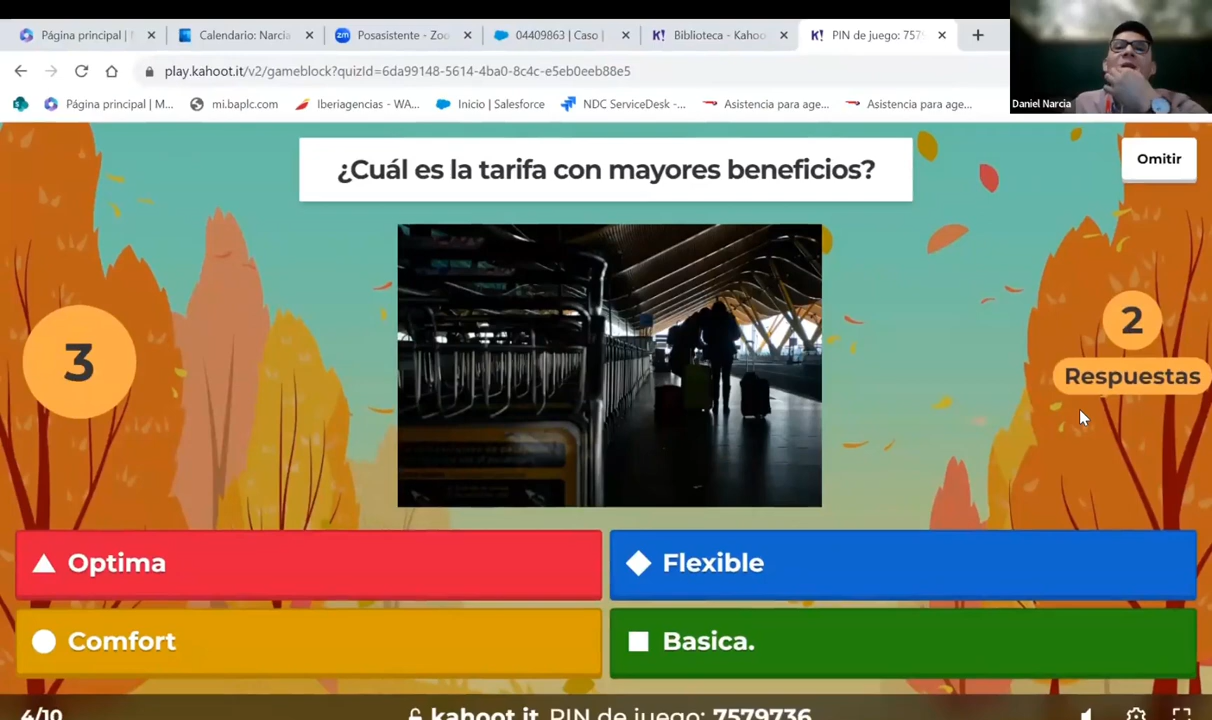 Página principal |
Calendario: Narcia
Posasistente - Zoo
04409863 | Caso |
Biblioteca - Kahoo
PIN de juego: 757
play.kahoot.it/v2/gameblock?quizId=6da99148-5614-4ba0-8c4c-e5eb0eeb88e5
Página principal | M...
mi.baplc.com
Iberiagencias - WA...
Inicio | Salesforce
NDC ServiceDesk -...
Asistencia para age...
Asistencia para age...
Daniel Narcia
¿Cuál es la tarifa con mayores beneficios?
Omitir
3
2
Respuestas
Optima
Flexible
Comfort
Basica.
4/10
kahoot.it PIN de juego: 7579736